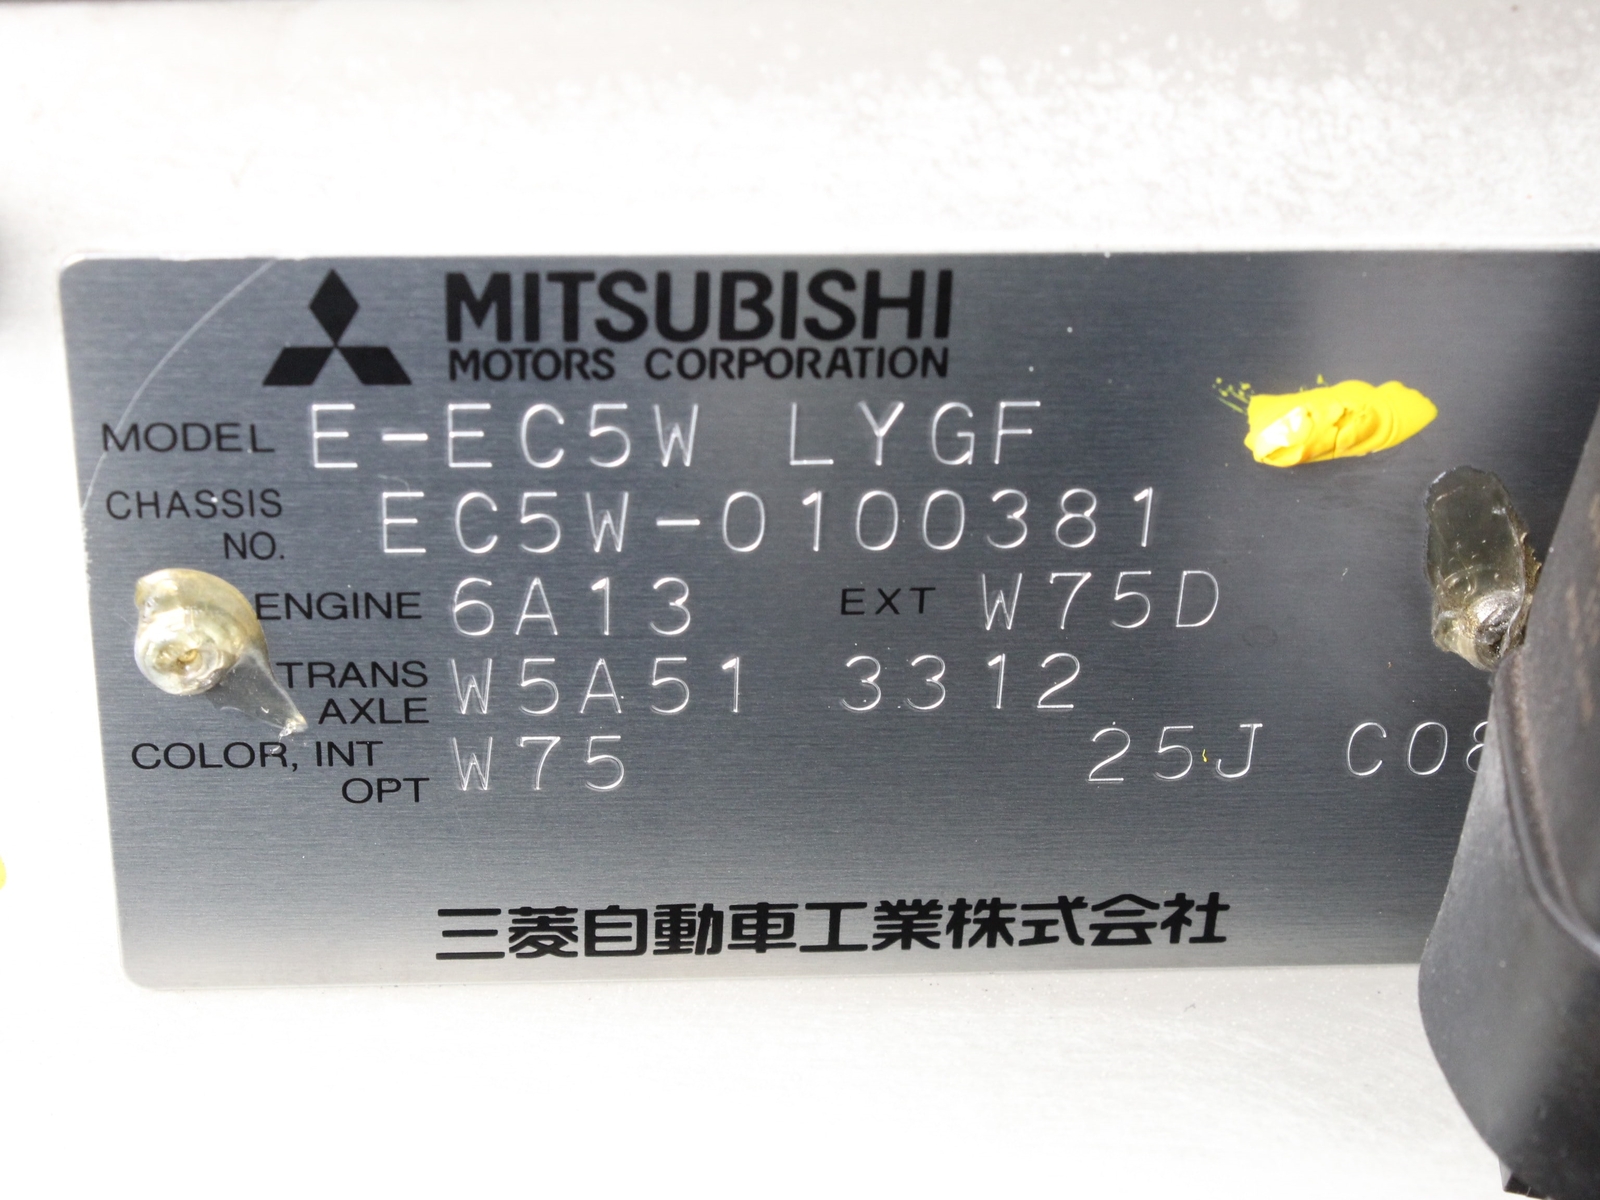 MITSUBISHI
MOTORS CORPORATION
MODEL E-EC5W LYGF
CHASSIS NO. EC5W-0100381
ENGINE 6A13 EXT W75D
TRANS AXLE W5A51 3312
COLOR, INT OPT W75 25J C08
三菱自動車工業株式会社